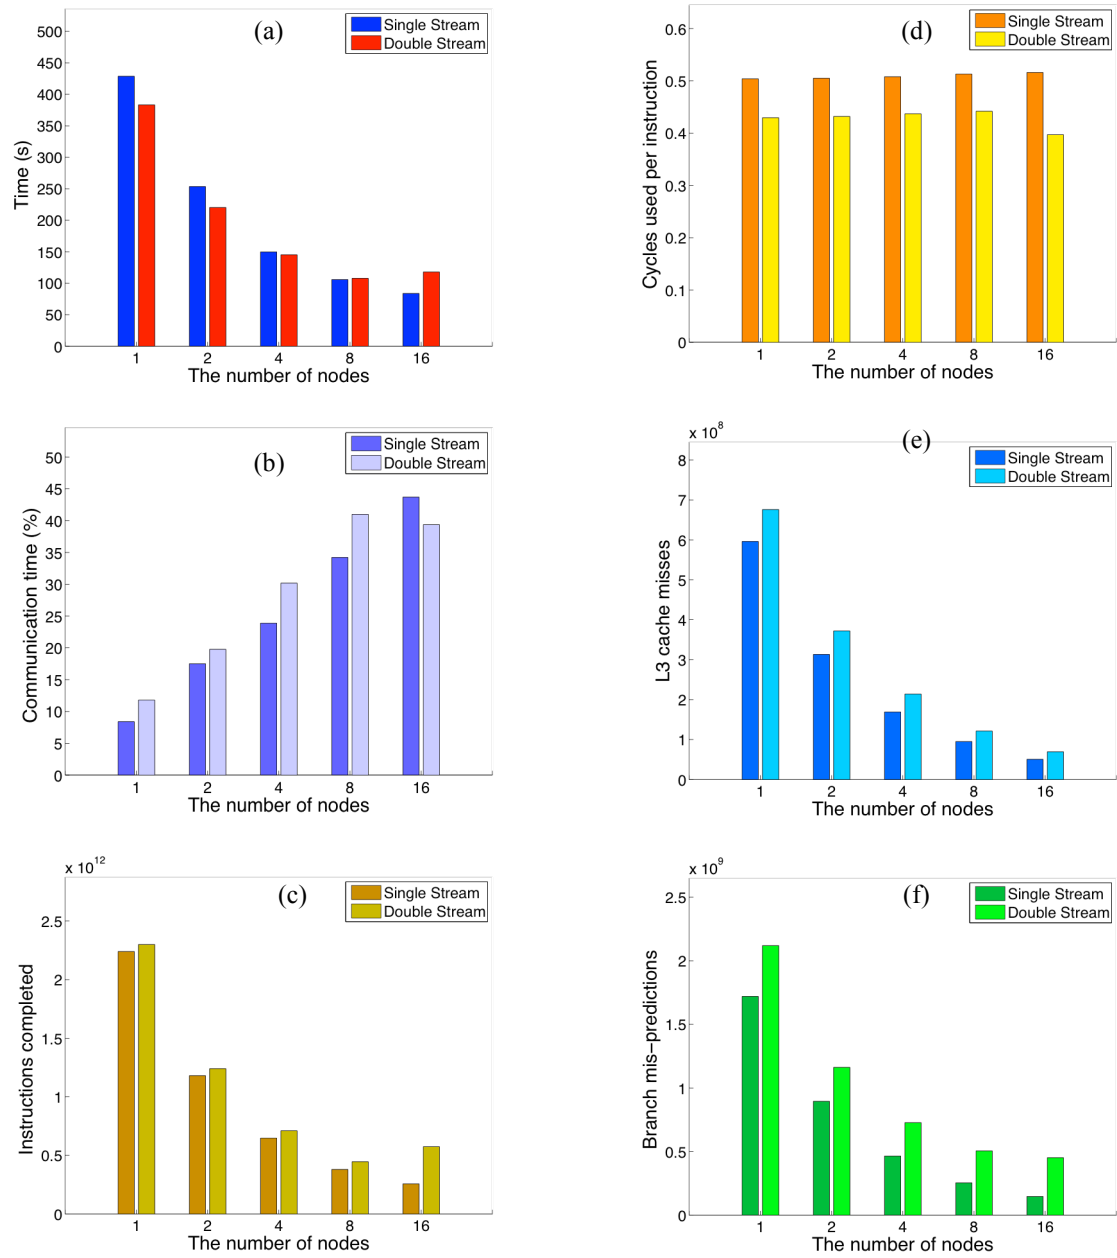 (a)
Single Stream
Double Stream
500
450
400
350
300
250
200
150
100
50
0
Time (s)
1 2 4 8 16
The number of nodes
(d)
Single Stream
Double Stream
0.6
0.5
0.4
0.3
0.2
0.1
0
Cycles used per instruction
1 2 4 8 16
The number of nodes
(b)
Single Stream
Double Stream
50
45
40
35
30
25
20
15
10
5
0
Communication time (%)
1 2 4 8 16
The number of nodes
x 10^8
(e)
Single Stream
Double Stream
8
7
6
5
4
3
2
1
0
L3 cache misses
1 2 4 8 16
The number of nodes
x 10^12
(c)
Single Stream
Double Stream
2.5
2
1.5
1
0.5
0
Instructions completed
1 2 4 8 16
The number of nodes
x 10^9
(f)
Single Stream
Double Stream
2.5
2
1.5
1
0.5
0
Branch mis−predictions
1 2 4 8 16
The number of nodes